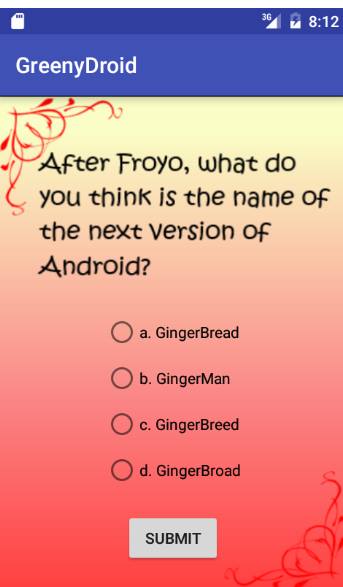 3G 8:12
GreenyDroid
After Froyo, what do
you think is the name of
the next version of
Android?
a. GingerBread
b. GingerMan
c. GingerBreed
d. GingerBroad
SUBMIT